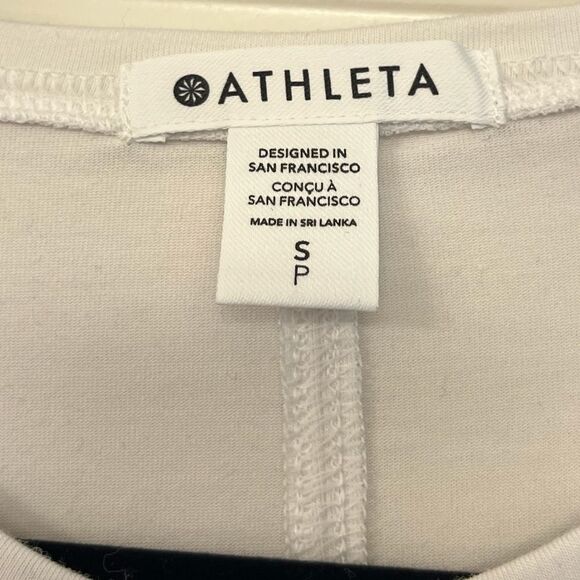 ATHLETA
DESIGNED IN
SAN FRANCISCO
CONÇU À
SAN FRANCISCO
MADE IN SRI LANKA
S
P